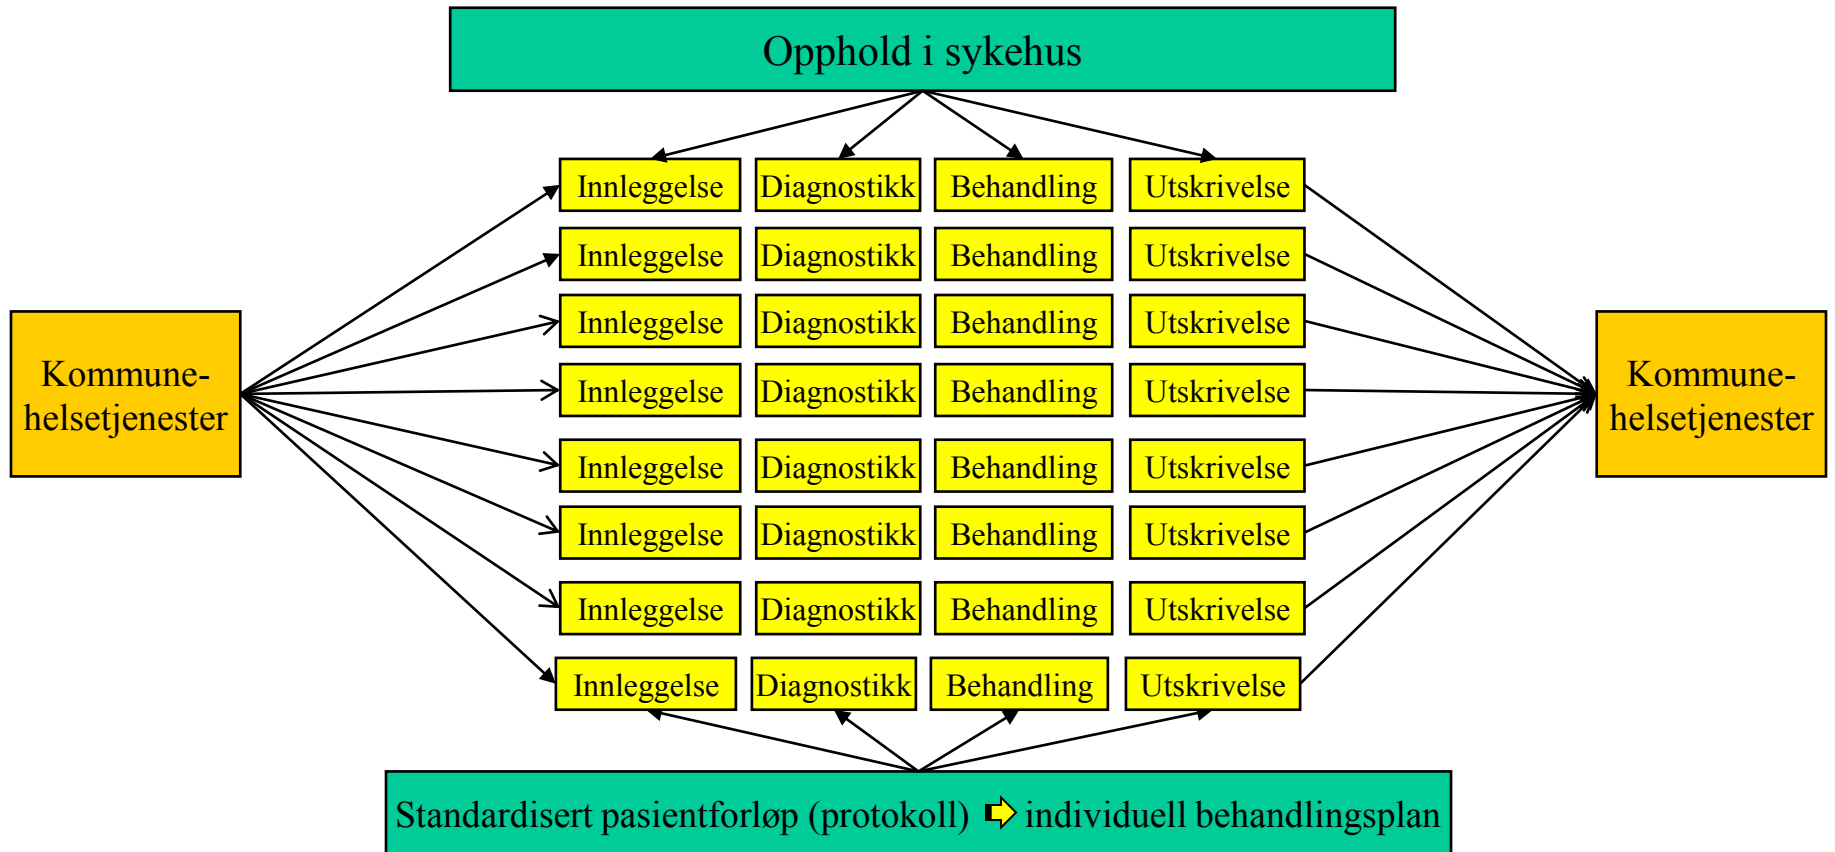 Opphold i sykehus
Innleggelse Diagnostikk Behandling Utskrivelse
Innleggelse Diagnostikk Behandling Utskrivelse
Innleggelse Diagnostikk Behandling Utskrivelse
Kommune-
helsetjenester
Innleggelse Diagnostikk Behandling Utskrivelse
Kommune-
helsetjenester
Innleggelse Diagnostikk Behandling Utskrivelse
Innleggelse Diagnostikk Behandling Utskrivelse
Innleggelse Diagnostikk Behandling Utskrivelse
Innleggelse Diagnostikk Behandling Utskrivelse
Standardisert pasientforløp (protokoll) individuell behandlingsplan